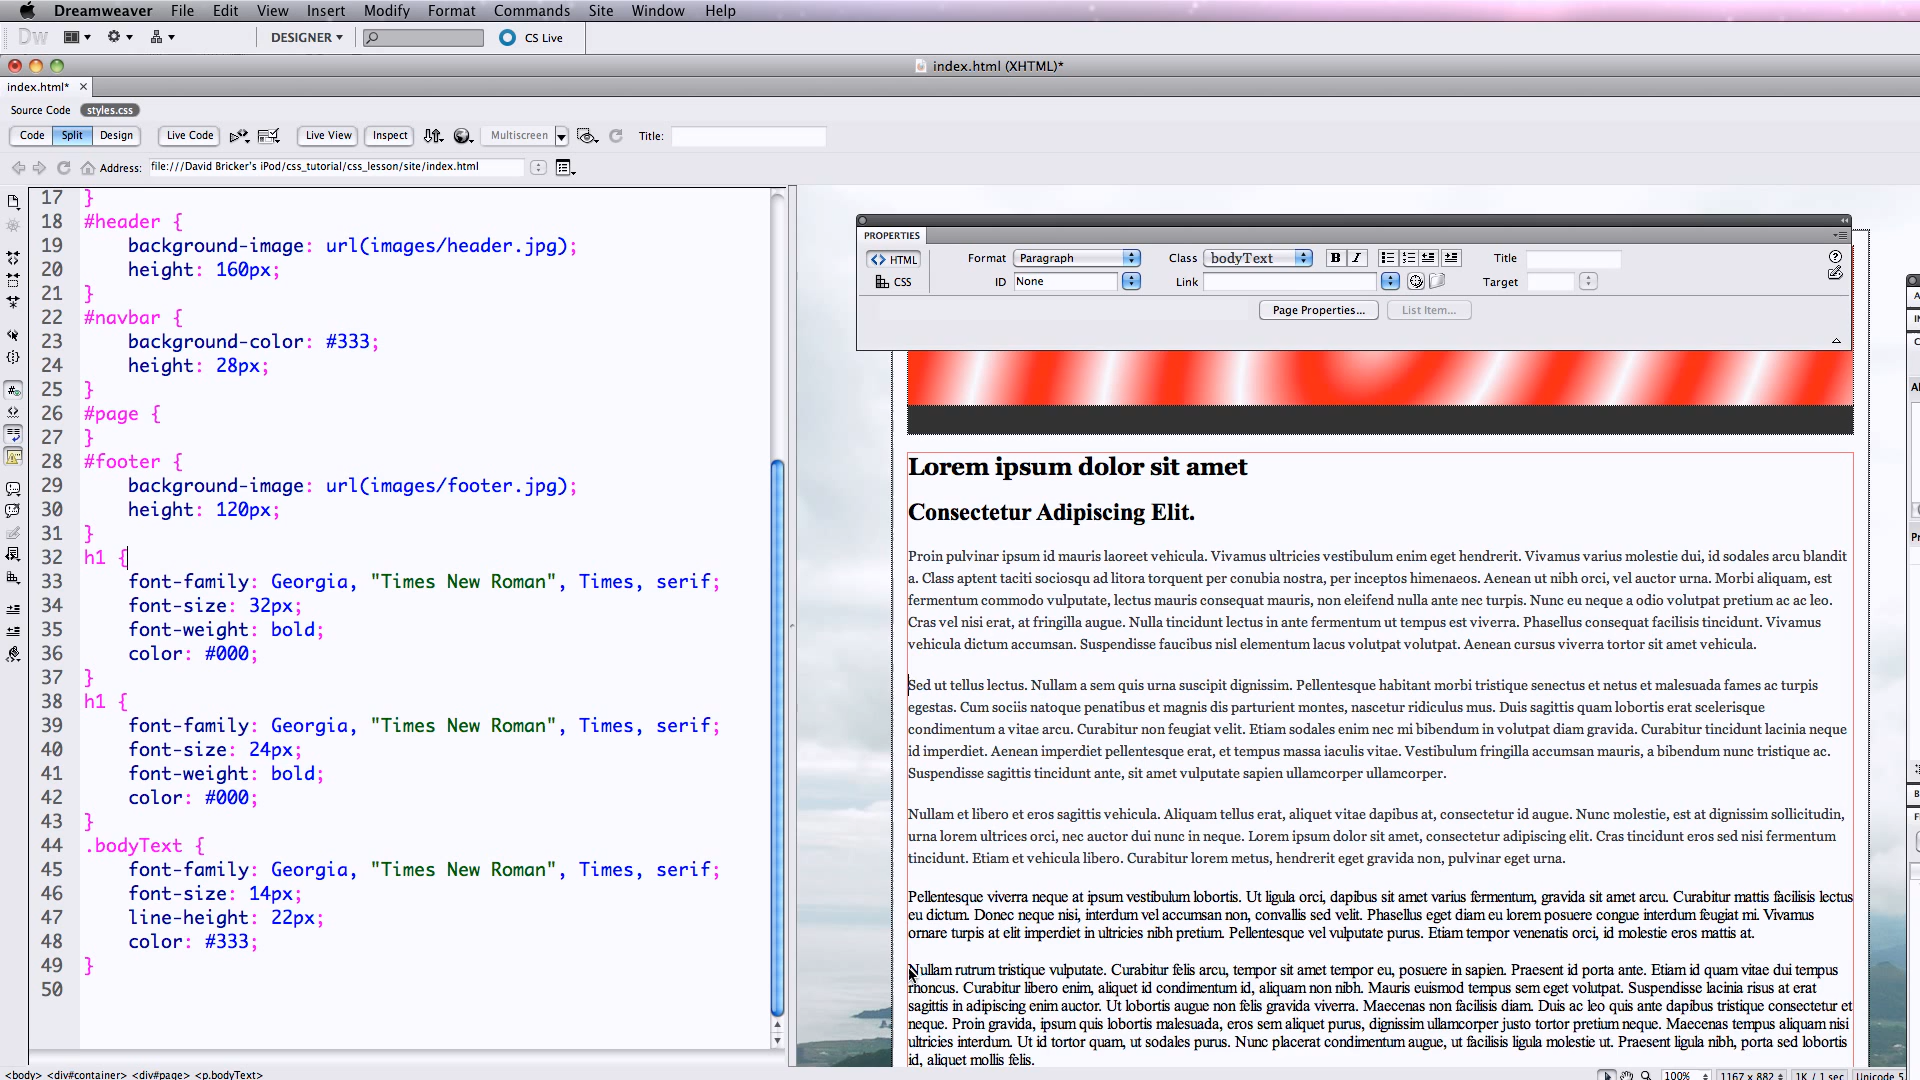 Dreamweaver File Edit View Insert Modify Format Commands Site Window Help
Dw DESIGNER CS Live
index.html (XHTML)*
index.html*
Source Code styles.css
Code Split Design Live Code Live View Inspect Multiscreen Title:
Address: file:///David Bricker's iPod/css_tutorial/css_lesson/site/index.html
17 }
18 #header {
19 background-image: url(images/header.jpg);
20 height: 160px;
21 }
22 #navbar {
23 background-color: #333;
24 height: 28px;
25 }
26 #page {
27 }
28 #footer {
29 background-image: url(images/footer.jpg);
30 height: 120px;
31 }
32 h1 {
33 font-family: Georgia, "Times New Roman", Times, serif;
34 font-size: 32px;
35 font-weight: bold;
36 color: #000;
37 }
38 h1 {
39 font-family: Georgia, "Times New Roman", Times, serif;
40 font-size: 24px;
41 font-weight: bold;
42 color: #000;
43 }
44 .bodyText {
45 font-family: Georgia, "Times New Roman", Times, serif;
46 font-size: 14px;
47 line-height: 22px;
48 color: #333;
49 }
50
PROPERTIES
<> HTML Format Paragraph Class bodyText B I Title
CSS ID None Link Target
Page Properties... List Item...
Lorem ipsum dolor sit amet
Consectetur Adipiscing Elit.
Proin pulvinar ipsum id mauris laoreet vehicula. Vivamus ultricies vestibulum enim eget hendrerit. Vivamus varius molestie dui, id sodales arcu blandit
a. Class aptent taciti sociosqu ad litora torquent per conubia nostra, per inceptos himenaeos. Aenean ut nibh orci, vel auctor urna. Morbi aliquam, est
fermentum commodo vulputate, lectus mauris consequat mauris, non eleifend nulla ante nec turpis. Nunc eu neque a odio volutpat pretium ac ac leo.
Cras vel nisi erat, at fringilla augue. Nulla tincidunt lectus in ante fermentum ut tempus est viverra. Phasellus consequat facilisis tincidunt. Vivamus
vehicula dictum accumsan. Suspendisse faucibus nisl elementum lacus volutpat volutpat. Aenean cursus viverra tortor sit amet vehicula.
Sed ut tellus lectus. Nullam a sem quis urna suscipit dignissim. Pellentesque habitant morbi tristique senectus et netus et malesuada fames ac turpis
egestas. Cum sociis natoque penatibus et magnis dis parturient montes, nascetur ridiculus mus. Duis sagittis quam lobortis erat scelerisque
condimentum a vitae arcu. Curabitur non feugiat velit. Etiam sodales enim nec mi bibendum in volutpat diam gravida. Curabitur tincidunt lacinia neque
id imperdiet. Aenean imperdiet pellentesque erat, et tempus massa iaculis vitae. Vestibulum fringilla accumsan mauris, a bibendum nunc tristique ac.
Suspendisse sagittis tincidunt ante, sit amet vulputate sapien ullamcorper ullamcorper.
Nullam et libero et eros sagittis vehicula. Aliquam tellus erat, aliquet vitae dapibus at, consectetur id augue. Nunc molestie, est at dignissim sollicitudin,
urna lorem ultrices orci, nec auctor dui nunc in neque. Lorem ipsum dolor sit amet, consectetur adipiscing elit. Cras tincidunt eros sed nisi fermentum
tincidunt. Etiam et vehicula libero. Curabitur lorem metus, hendrerit eget gravida non, pulvinar eget urna.
Pellentesque viverra neque at ipsum vestibulum lobortis. Ut ligula orci, dapibus sit amet varius fermentum, gravida sit amet arcu. Curabitur mattis facilisis lectus
eu dictum. Donec neque nisi, interdum vel accumsan non, convallis sed velit. Phasellus eget diam eu lorem posuere congue interdum feugiat mi. Vivamus
ornare turpis at elit imperdiet in ultricies nibh pretium. Pellentesque vel vulputate purus. Etiam tempor venenatis orci, id molestie eros mattis at.
Nullam rutrum tristique vulputate. Curabitur felis arcu, tempor sit amet tempor eu, posuere in sapien. Praesent id porta ante. Etiam id quam vitae dui tempus
rhoncus. Curabitur libero enim, aliquet id condimentum id, aliquam non nibh. Mauris euismod tempus sem eget volutpat. Suspendisse lacinia risus at erat
sagittis in adipiscing enim auctor. Ut lobortis augue non felis gravida viverra. Maecenas non facilisis diam. Duis ac leo quis ante dapibus tristique consectetur et
neque. Proin gravida, ipsum quis lobortis malesuada, eros sem aliquet purus, dignissim ullamcorper justo tortor pretium neque. Maecenas tempus aliquam nisi
ultricies interdum. Ut id tortor quam, ut sodales purus. Nunc placerat condimentum augue, ut facilisis ligula molestie ut. Praesent ligula nibh, porta sed lobortis
id, aliquet mollis felis.
<body> <div#container> <div#page> <p.bodyText> 100% 1167 x 882 1K / 1 sec Unicode 5